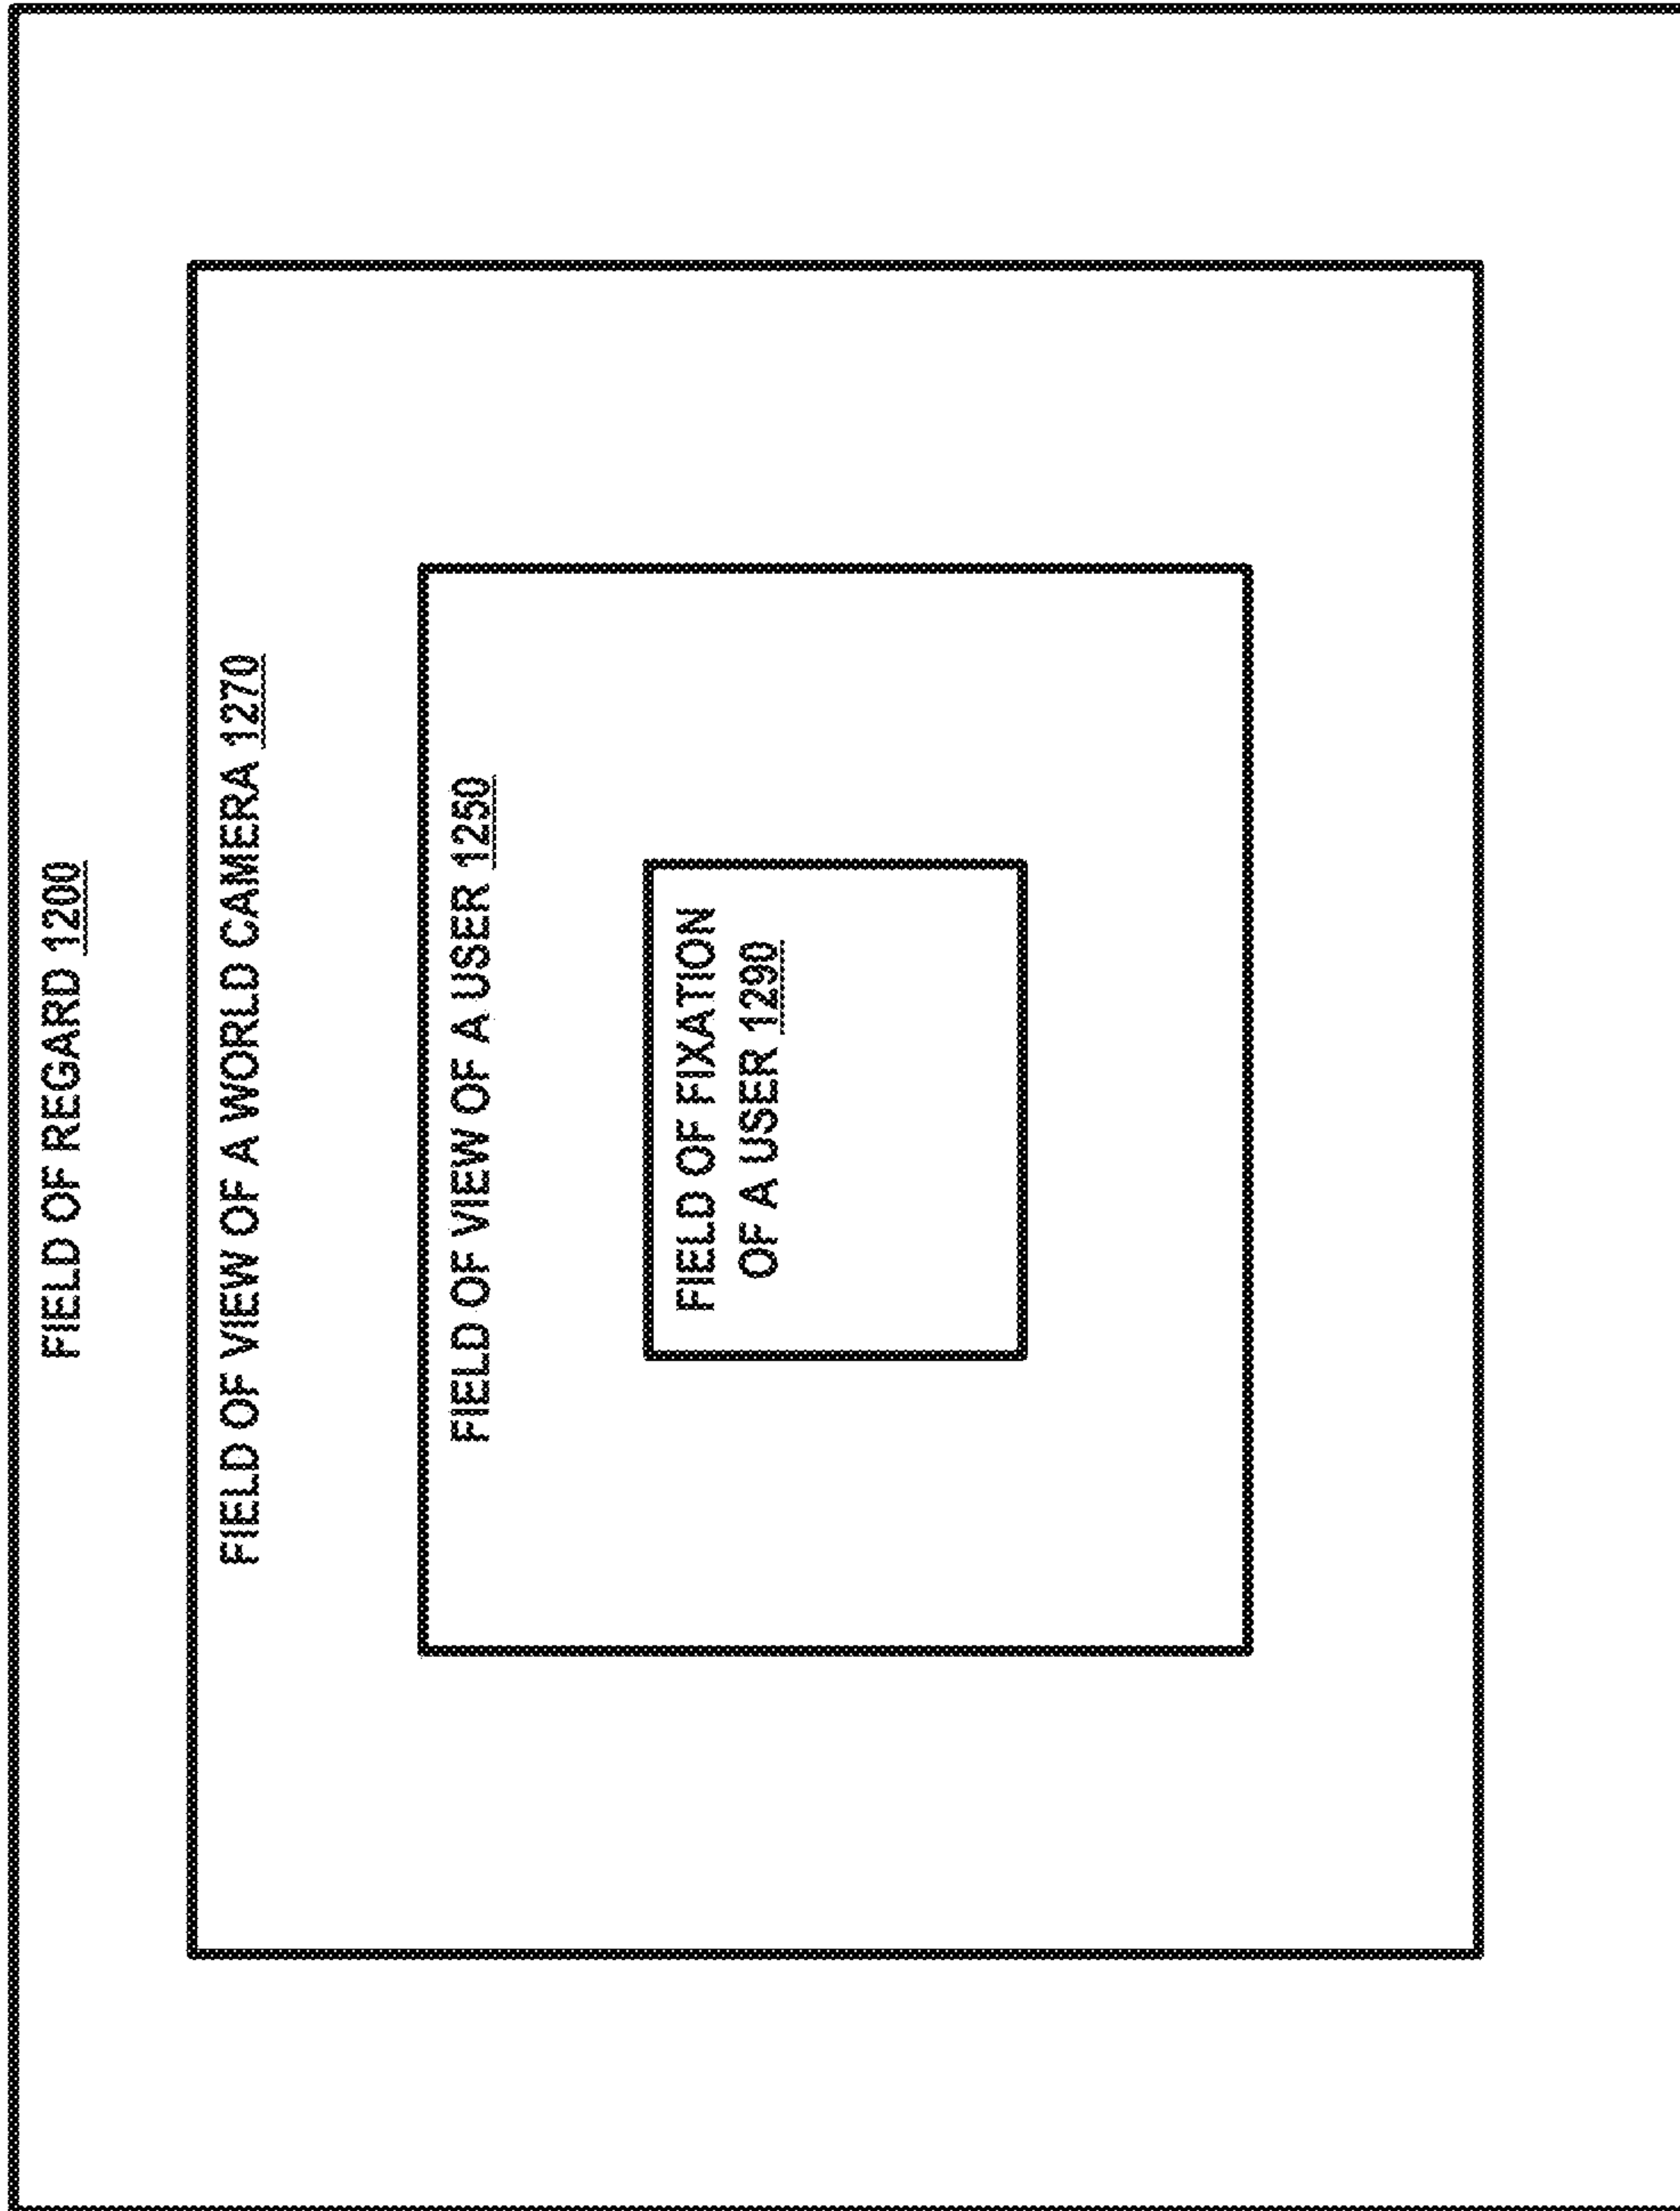 FIELD OF REGARD 1200
FIELD OF VIEW OF A WORLD CAMERA 1270
FIELD OF VIEW OF A USER 1250
FIELD OF FIXATION
OF A USER 1290